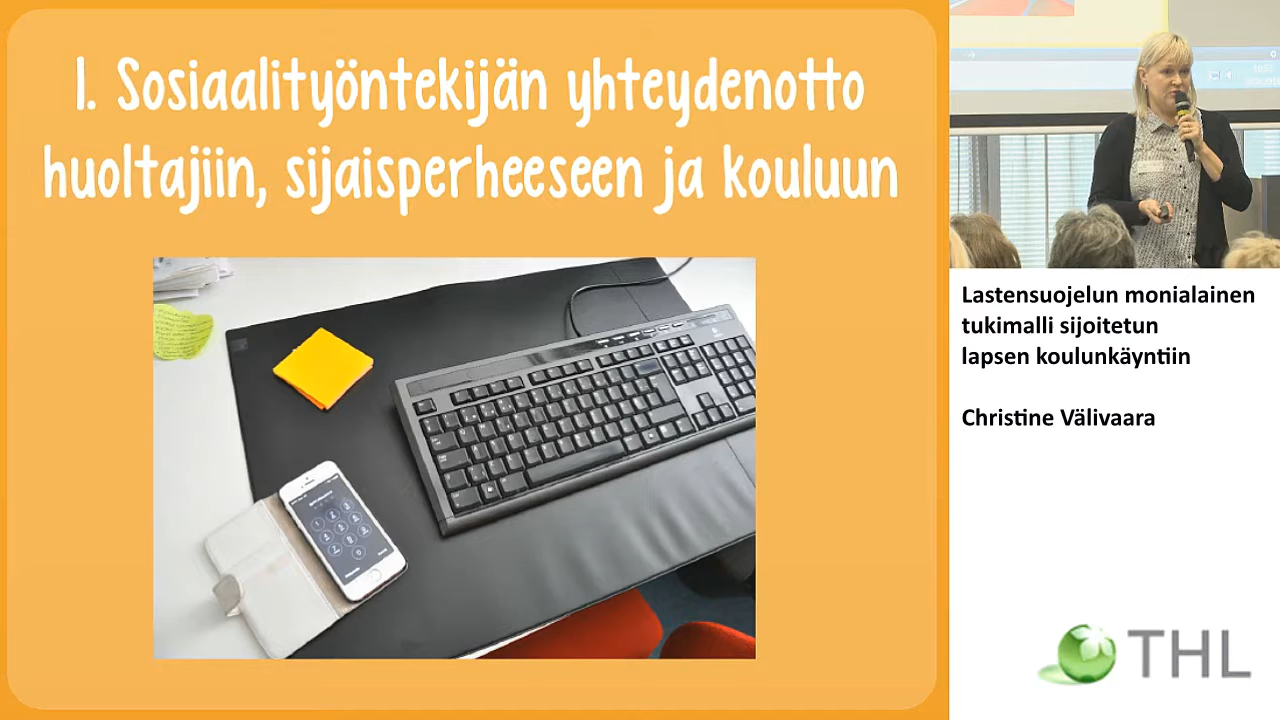 1. Sosiaalityöntekijän yhteydenotto
huoltajiin, sijaisperheeseen ja kouluun
Lastensuojelun monialainen
tukimalli sijoitetun
lapsen koulunkäyntiin
Christine Välivaara
THL